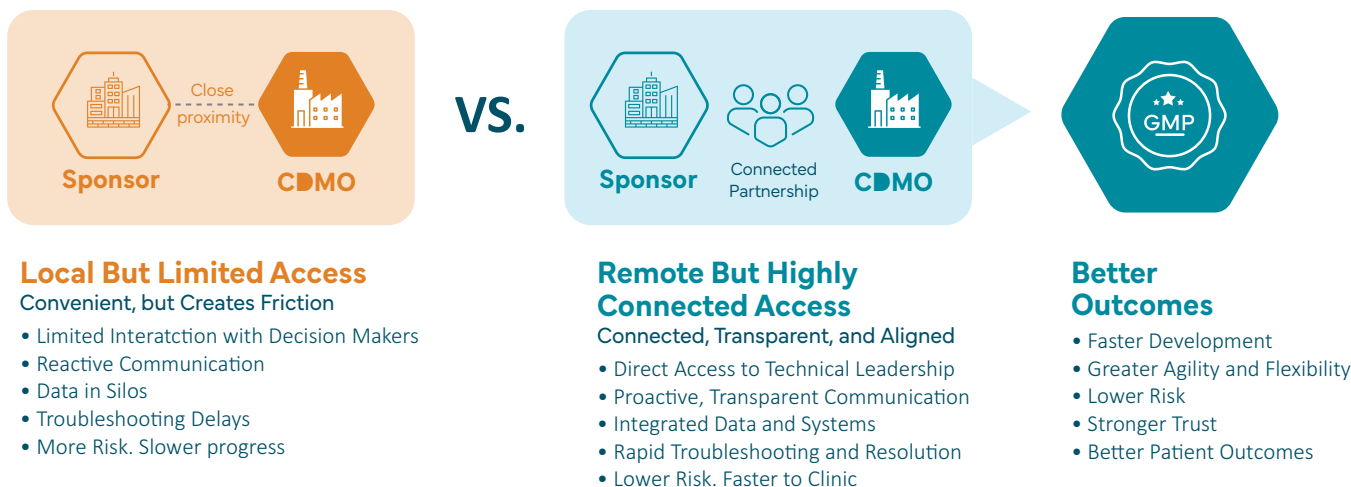 Close
proximity
Sponsor
CDMO
VS.
Sponsor
Connected
Partnership
CDMO
GMP
Local But Limited Access
Convenient, but Creates Friction
• Limited Interatction with Decision Makers
• Reactive Communication
• Data in Silos
• Troubleshooting Delays
• More Risk. Slower progress
Remote But Highly
Connected Access
Connected, Transparent, and Aligned
• Direct Access to Technical Leadership
• Proactive, Transparent Communication
• Integrated Data and Systems
• Rapid Troubleshooting and Resolution
• Lower Risk. Faster to Clinic
Better
Outcomes
• Faster Development
• Greater Agility and Flexibility
• Lower Risk
• Stronger Trust
• Better Patient Outcomes